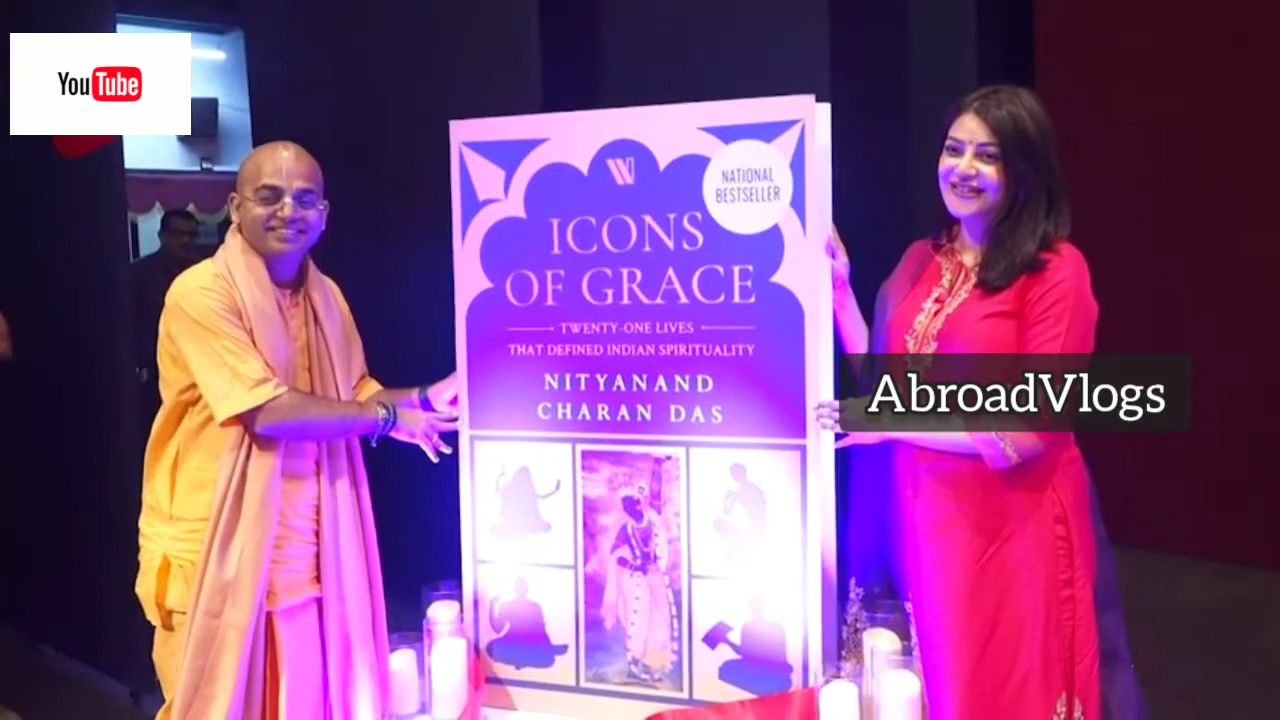 YouTube
NATIONAL
BESTSELLER
ICONS
OF GRACE
TWENTY-ONE LIVES
THAT DEFINED INDIAN SPIRITUALITY
NITYANAND
CHARAN DAS
AbroadVlogs